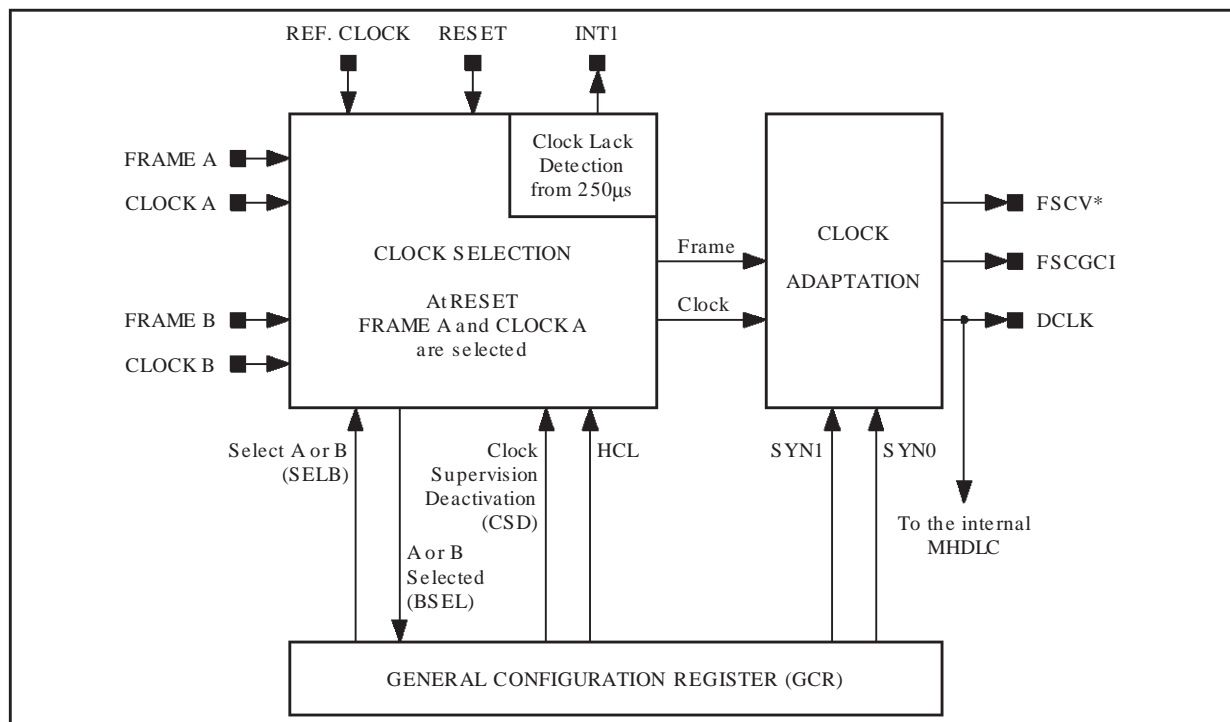 REF. CLOCK
RESET
INT1
FRAME A
CLOCK A
FRAME B
CLOCK B
Clock Lack
Detection
from 250µs
CLOCK SELECTION
At RESET
FRAME A and CLOCK A
are selected
Frame
Clock
CLOCK
ADAPTATION
FSCV*
FSCGCI
DCLK
Select A or B
(SELB)
A or B
Selected
(BSEL)
Clock
Supervision
Deactivation
(CSD)
HCL
SYN1
SYN0
To the internal
MHDLC
GENERAL CONFIGURATION REGISTER (GCR)